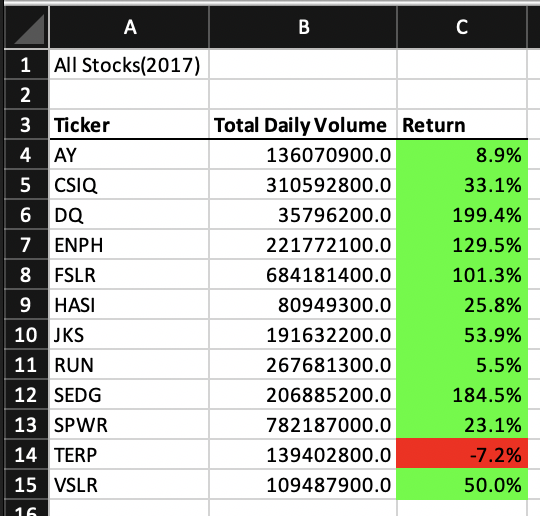 A B C
1 All Stocks(2017)
2
3 Ticker Total Daily Volume Return
4 AY 136070900.0 8.9%
5 CSIQ 310592800.0 33.1%
6 DQ 35796200.0 199.4%
7 ENPH 221772100.0 129.5%
8 FSLR 684181400.0 101.3%
9 HASI 80949300.0 25.8%
10 JKS 191632200.0 53.9%
11 RUN 267681300.0 5.5%
12 SEDG 206885200.0 184.5%
13 SPWR 782187000.0 23.1%
14 TERP 139402800.0 -7.2%
15 VSLR 109487900.0 50.0%
16